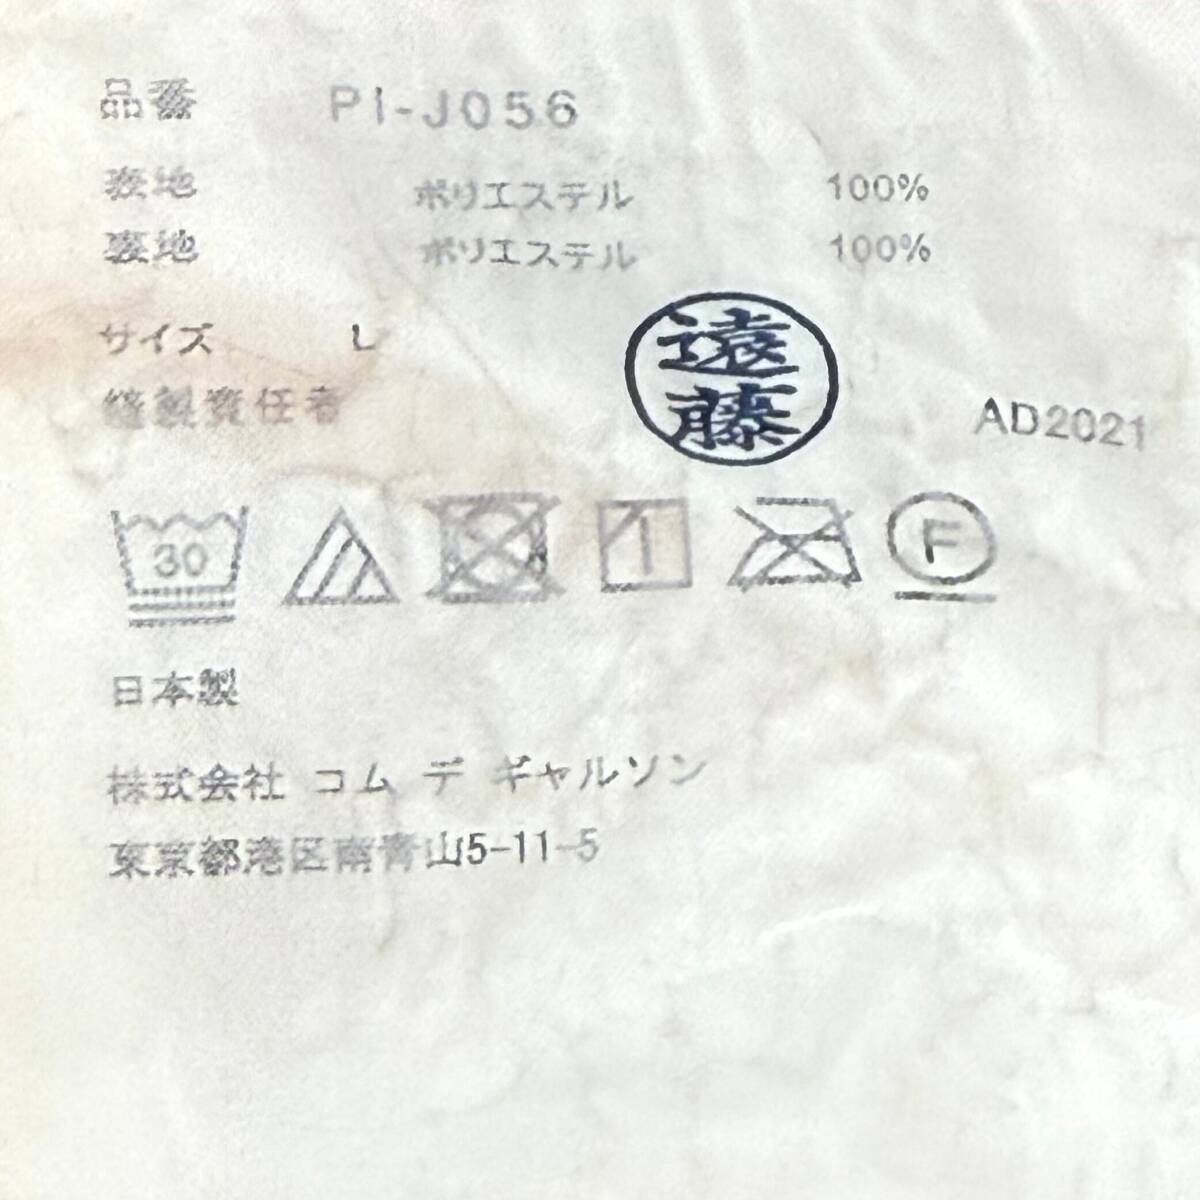 品番 PI-J056
表地 ポリエステル 100%
裏地 ポリエステル 100%
サイズ L
縫製責任者 遠藤 AD2021
30 F
日本製
株式会社 コム デ ギャルソン
東京都港区南青山5-11-5